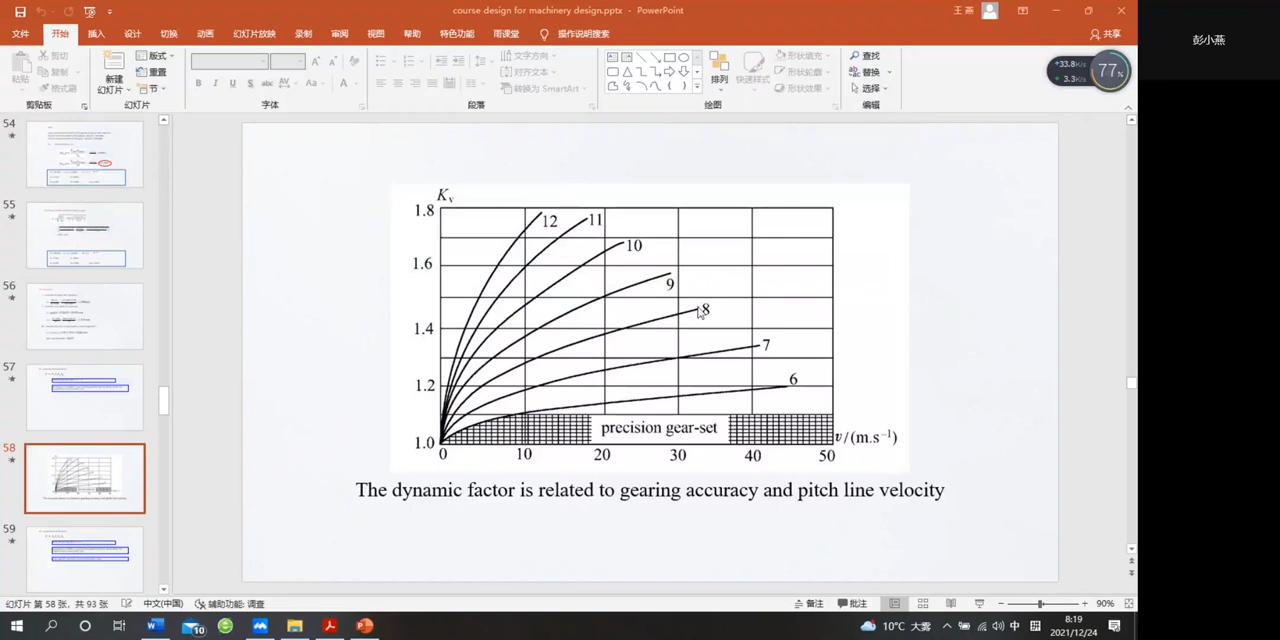 course design for machinery design.pptx - PowerPoint
王 燕
文件
开始
插入
设计
切换
动画
幻灯片放映
录制
审阅
视图
帮助
特色功能
雨课堂
操作说明搜索
共享
彭小燕
剪切
复制
格式刷
粘贴
剪贴板
新建
幻灯片
版式
重置
节
幻灯片
B I U S abc AV Aa A
字体
文字方向
对齐文本
转换为 SmartArt
段落
排列
快速样式
形状填充
形状轮廓
形状效果
绘图
查找
替换
选择
编辑
+33.8K/s
3.3K/s
77%
54
55
56
57
58
59
Kv
1.8
1.6
1.4
1.2
1.0
12
11
10
9
8
7
6
precision gear-set
v/(m.s⁻¹)
0 10 20 30 40 50
The dynamic factor is related to gearing accuracy and pitch line velocity
幻灯片 第 58 张，共 93 张
中文(中国)
辅助功能: 调查
备注
批注
90%
10
10°C 大雾
中
8:19
2021/12/24